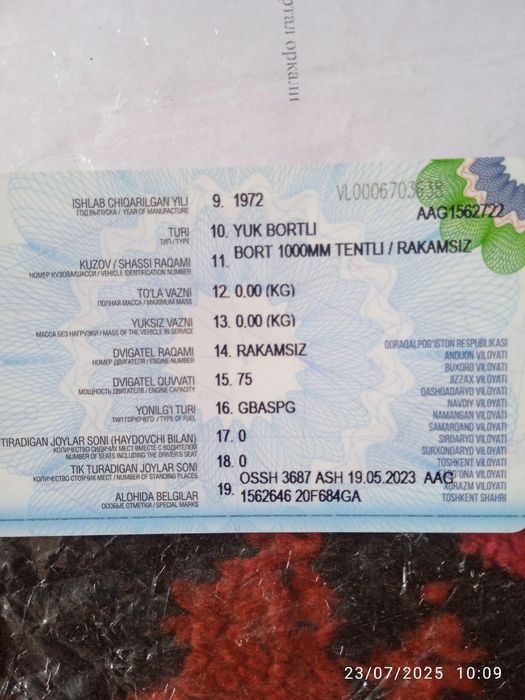 ртал орқали
VL0006703638
AAG1562722
ISHLAB CHIQARILGAN YILI 9. 1972
ГОД ВЫПУСКА / YEAR OF MANUFACTURE
TURI 10. YUK BORTLI
ТИП / TYPE
KUZOV / SHASSI RAQAMI 11. BORT 1000MM TENTLI / RAKAMSIZ
НОМЕР КУЗОВА/ШАССИ / VEHICLE IDENTIFICATION NUMBER
TO'LA VAZNI 12. 0.00 (KG)
ПОЛНАЯ МАССА / MAXIMUM MASS
YUKSIZ VAZNI 13. 0.00 (KG)
МАССА БЕЗ НАГРУЗКИ / MASS OF THE VEHICLE IN SERVICE
DVIGATEL RAQAMI 14. RAKAMSIZ
НОМЕР ДВИГАТЕЛЯ / ENGINE NUMBER
DVIGATEL QUVVATI 15. 75
МОЩНОСТЬ ДВИГАТЕЛЯ / ENGINE CAPACITY
YONILG'I TURI 16. GBASPG
ТИП ГОРЮЧЕГО / TYPE OF FUEL
TIRADIGAN JOYLAR SONI (HAYDOVCHI BILAN) 17. 0
КОЛИЧЕСТВО СИДЯЧИХ МЕСТ ВМЕСТЕ С ВОДИТЕЛЕМ
NUMBER OF SEATS INCLUDING THE DRIVER'S SEAT
TIK TURADIGAN JOYLAR SONI 18. 0
КОЛИЧЕСТВО СТОЯЧИХ МЕСТ / NUMBER OF STANDING PLACES
ALOHIDA BELGILAR 19. OSSH 3687 ASH 19.05.2023 AAG
ОСОБЫЕ ОТМЕТКИ / SPECIAL MARKS
1562646 20F684GA
QORAQALPOG'ISTON RESPUBLIKASI
ANDIJON VILOYATI
BUXORO VILOYATI
JIZZAX VILOYATI
QASHQADARYO VILOYATI
NAVOIY VILOYATI
NAMANGAN VILOYATI
SAMARQAND VILOYATI
SIRDARYO VILOYATI
SURXONDARYO VILOYATI
TOSHKENT VILOYATI
VILOYATI
XORAZM VILOYATI
TOSHKENT SHAHRI
23/07/2025 10:09